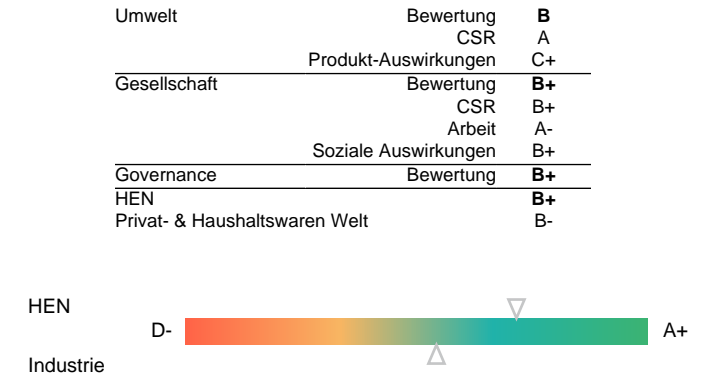 Umwelt Bewertung B
CSR A
Produkt-Auswirkungen C+
Gesellschaft Bewertung B+
CSR B+
Arbeit A-
Soziale Auswirkungen B+
Governance Bewertung B+
HEN B+
Privat- & Haushaltswaren Welt B-
HEN
D- A+
Industrie